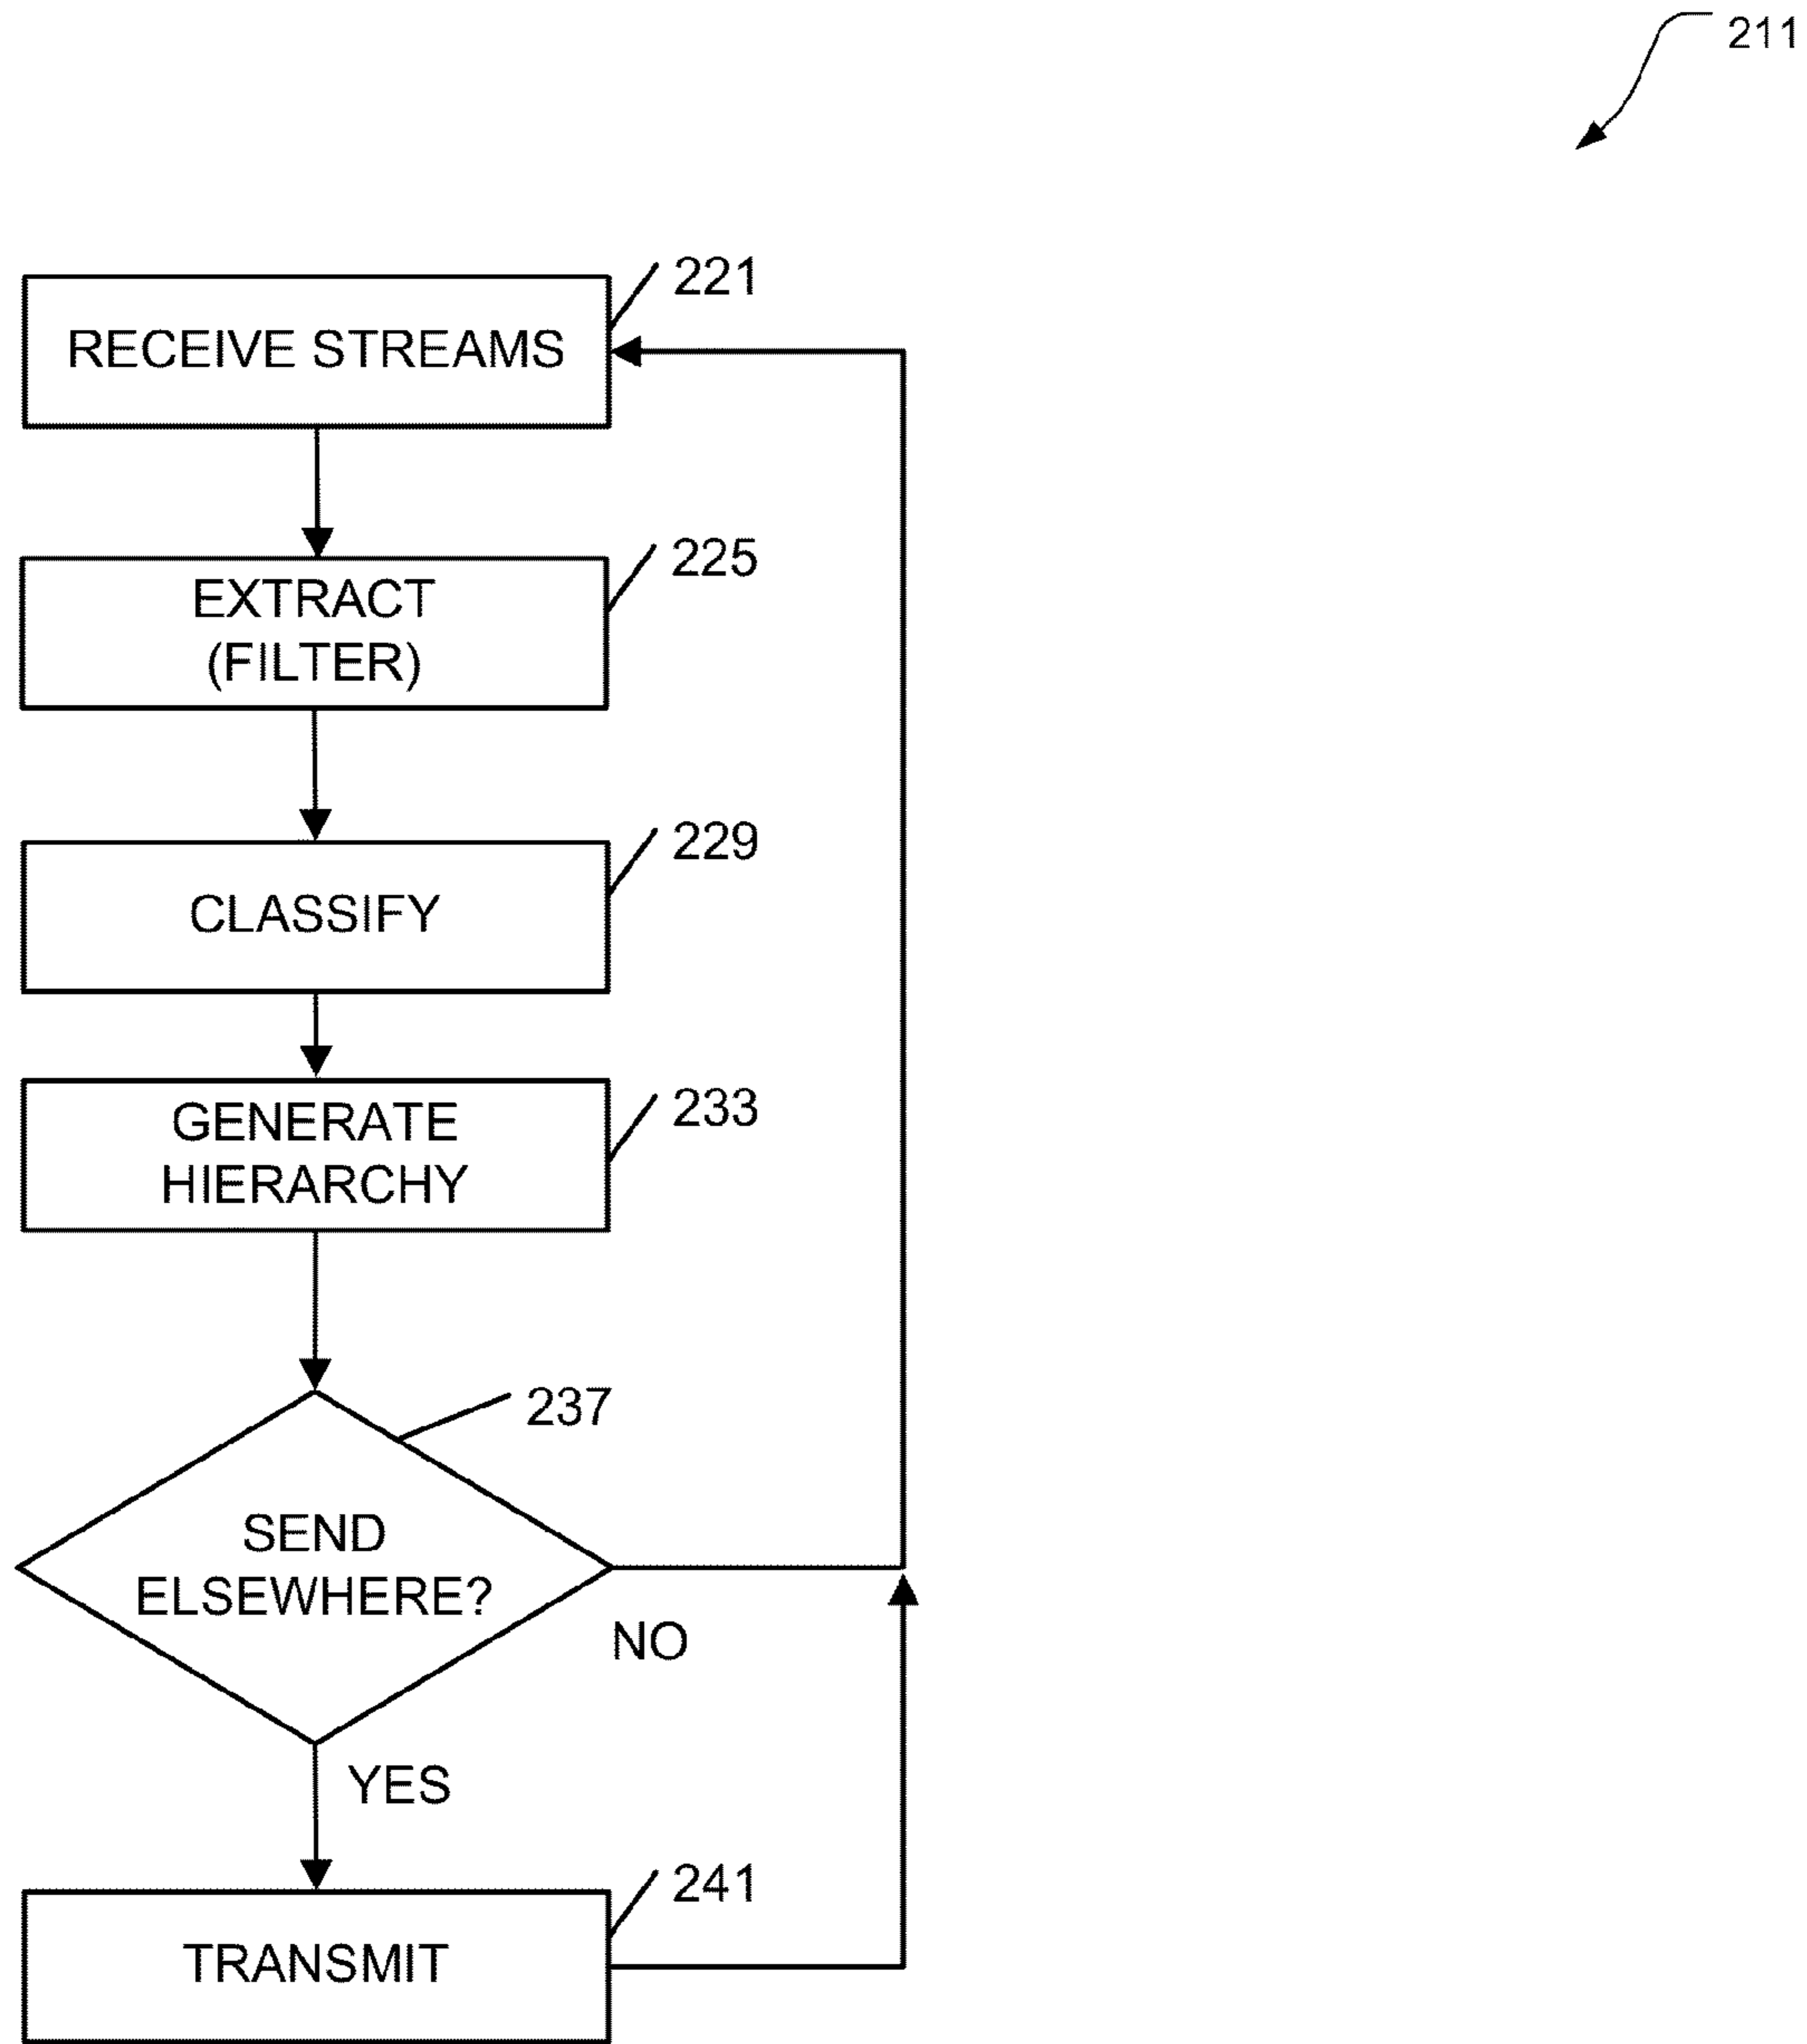 211
221
RECEIVE STREAMS
225
EXTRACT
(FILTER)
229
CLASSIFY
233
GENERATE
HIERARCHY
237
SEND
ELSEWHERE?
NO
YES
241
TRANSMIT